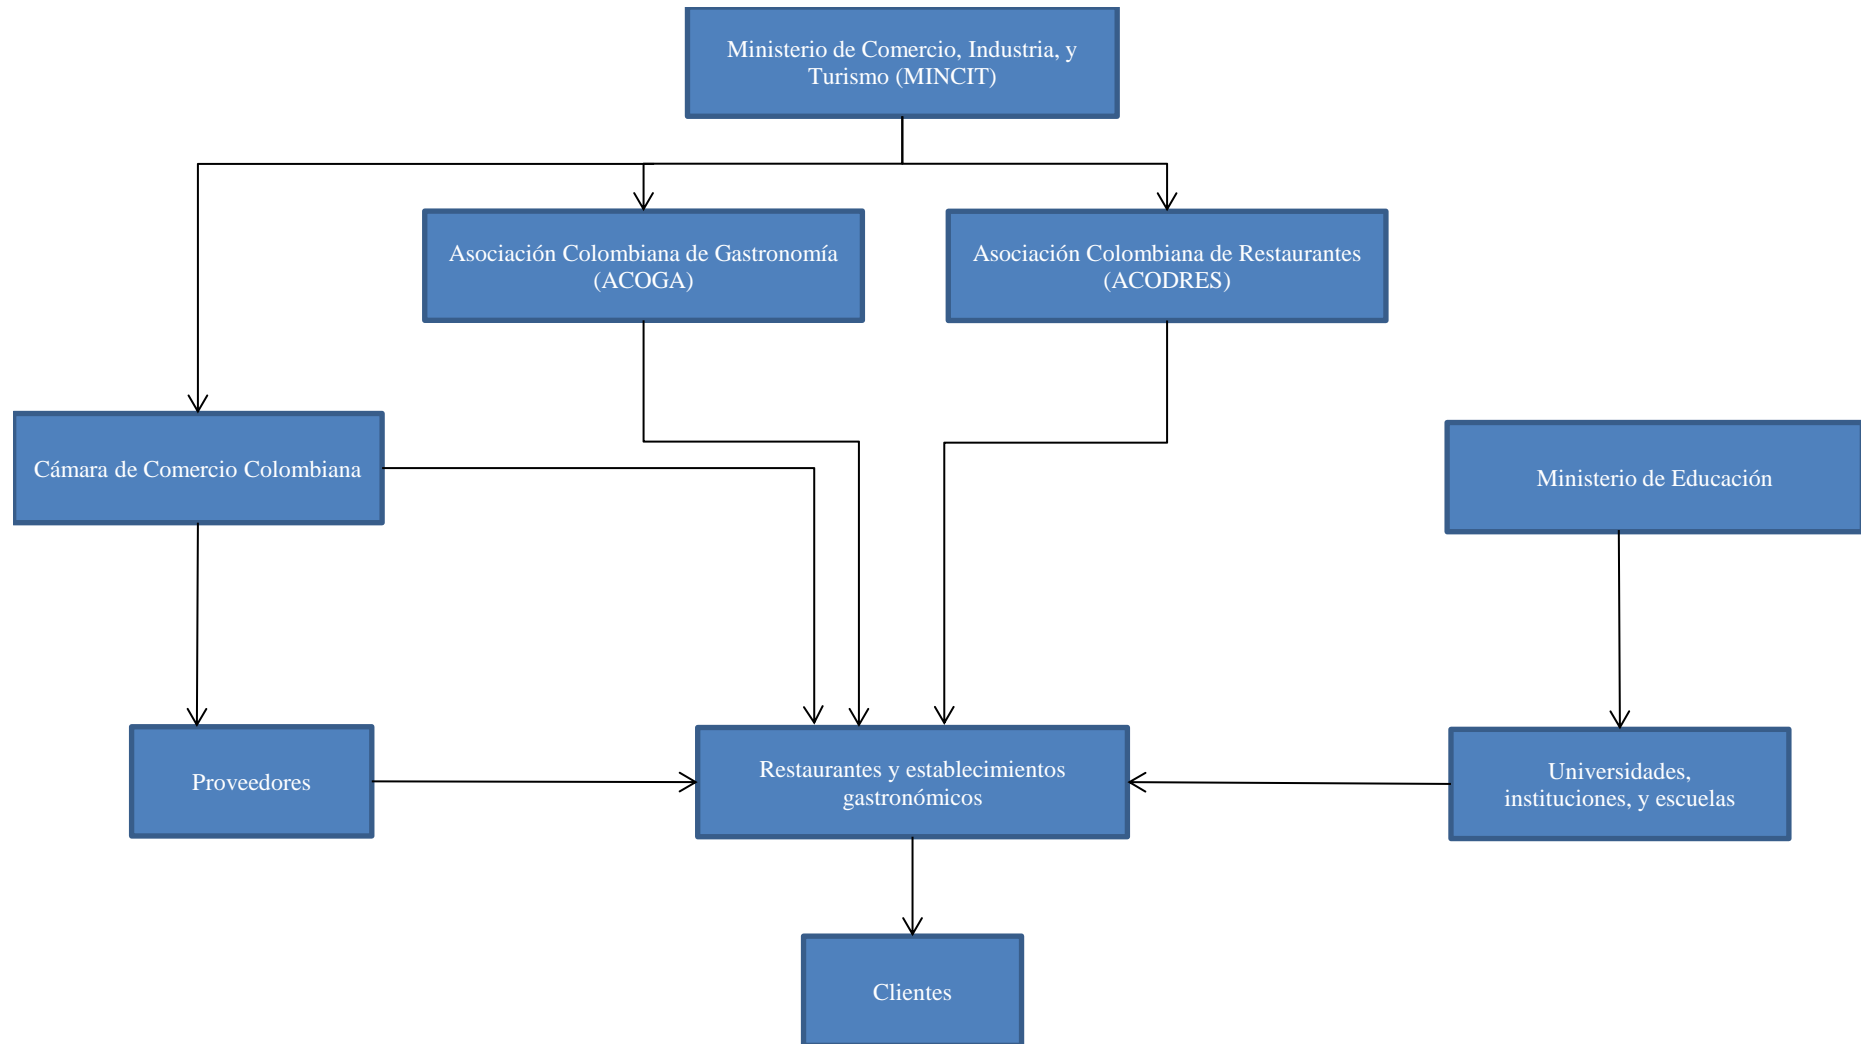 Ministerio de Comercio, Industria, y
Turismo (MINCIT)
Asociación Colombiana de Gastronomía
(ACOGA)
Asociación Colombiana de Restaurantes
(ACODRES)
Cámara de Comercio Colombiana
Ministerio de Educación
Proveedores
Restaurantes y establecimientos
gastronómicos
Universidades,
instituciones, y escuelas
Clientes